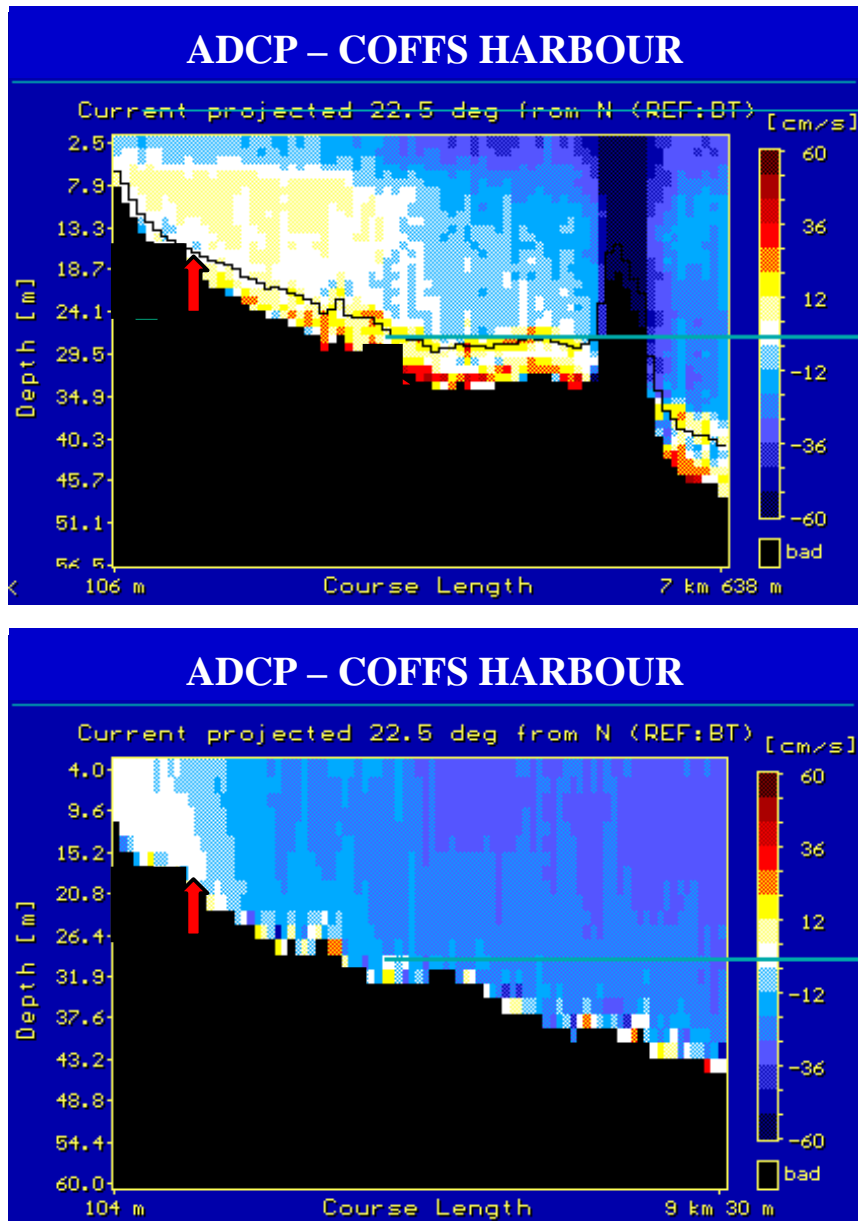 ADCP – COFFS HARBOUR
Current projected 22.5 deg from N (REF:BT)
[cm/s]
2.5
7.9
13.3
18.7
24.1
29.5
34.9
40.3
45.7
51.1
56.5
Depth [m]
60
36
12
-12
-36
-60
bad
<
106 m
Course Length
7 km 638 m
ADCP – COFFS HARBOUR
Current projected 22.5 deg from N (REF:BT)
[cm/s]
4.0
9.6
15.2
20.8
26.4
31.9
37.6
43.2
48.8
54.4
60.0
Depth [m]
60
36
12
-12
-36
-60
bad
104 m
Course Length
9 km 30 m